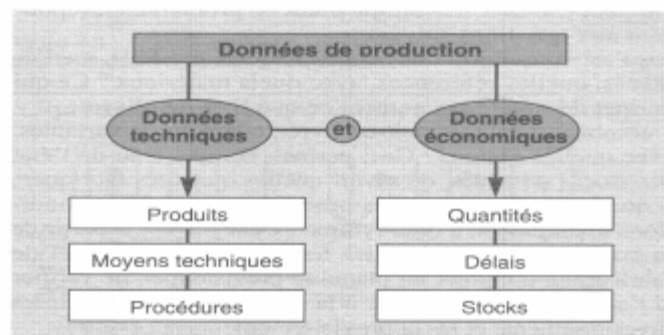 Données de production
Données
techniques
et
Données
économiques
Produits
Moyens techniques
Procédures
Quantités
Délais
Stocks